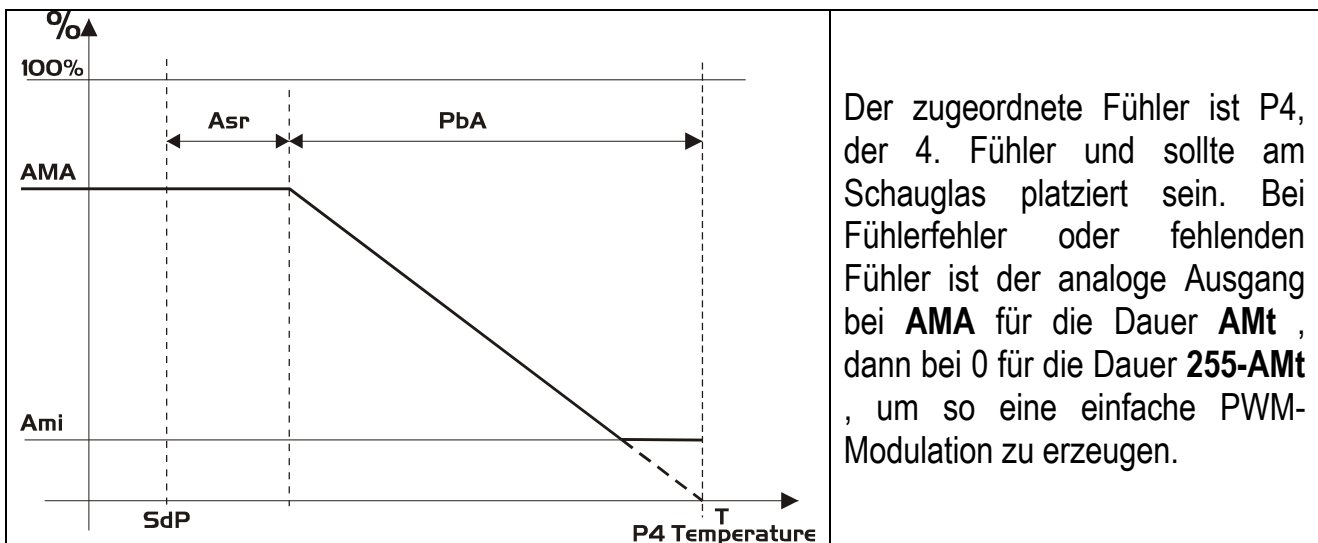 %
100%
Asr PbA
AMA
Ami
SdP T
P4 Temperature
Der zugeordnete Fühler ist P4,
der 4. Fühler und sollte am
Schauglas platziert sein. Bei
Fühlerfehler oder fehlenden
Fühler ist der analoge Ausgang
bei AMA für die Dauer AMt ,
dann bei 0 für die Dauer 255-AMt
, um so eine einfache PWM-
Modulation zu erzeugen.